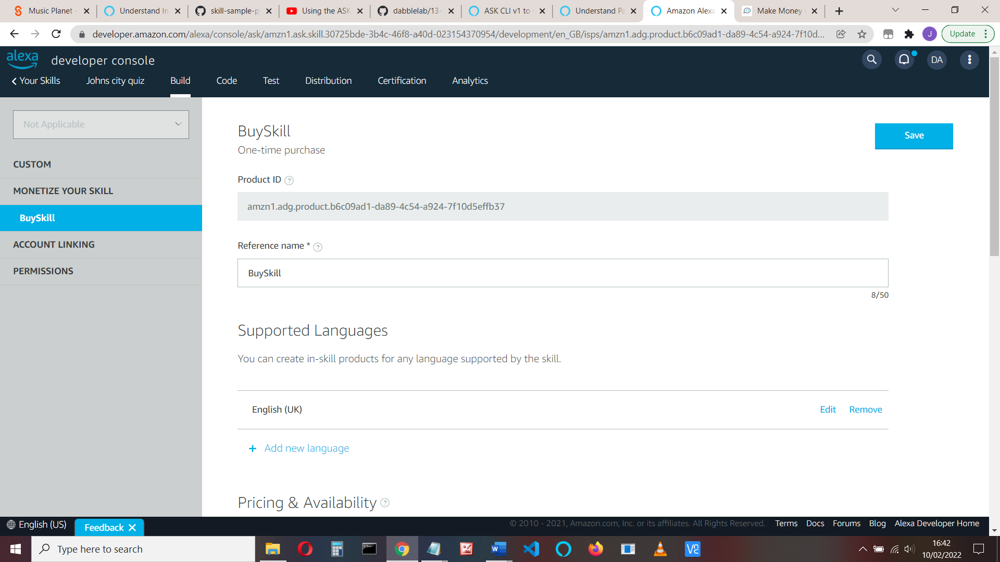 Music Planet -
Understand In
skill-sample-p
Using the ASK
dabblelab/13-
ASK CLI v1 to
Understand Pa
Amazon Alexa
Make Money
developer.amazon.com/alexa/console/ask/amzn1.ask.skill.30725bde-3b4c-46f8-a40d-023154370954/development/en_GB/isps/amzn1.adg.product.b6c09ad1-da89-4c54-a924-7f10d...
J
Update
alexa
developer console
DA
Your Skills
Johns city quiz
Build
Code
Test
Distribution
Certification
Analytics
Not Applicable
CUSTOM
MONETIZE YOUR SKILL
BuySkill
ACCOUNT LINKING
PERMISSIONS
BuySkill
Save
One-time purchase
Product ID ?
amzn1.adg.product.b6c09ad1-da89-4c54-a924-7f10d5effb37
Reference name * ?
BuySkill
8/50
Supported Languages
You can create in-skill products for any language supported by the skill.
English (UK)
Edit
Remove
+ Add new language
Pricing & Availability ?
English (US)
Feedback
© 2010 - 2021, Amazon.com, Inc. or its affiliates. All Rights Reserved.
Terms
Docs
Forums
Blog
Alexa Developer Home
Type here to search
16:42
10/02/2022